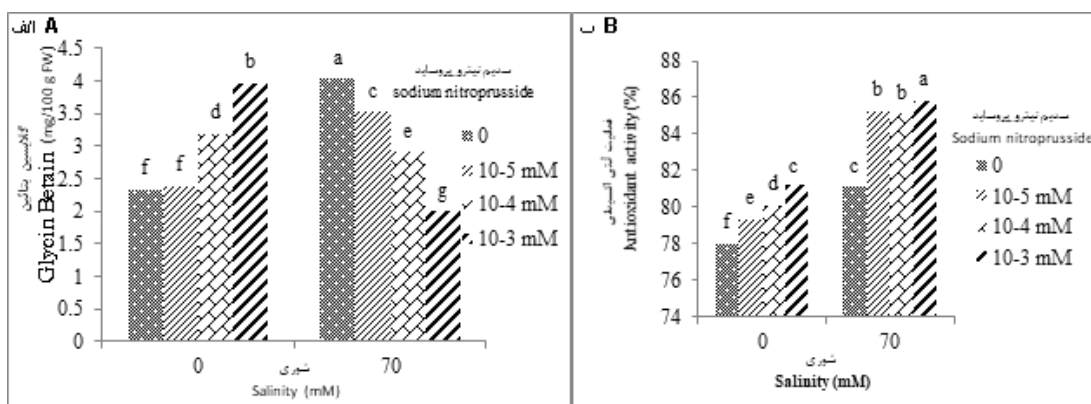 الف A
Glycin Betain (mg/100 g FW)
گلایسین بتائین
4.5
4
3.5
3
2.5
2
1.5
1
0.5
0
f f d b a c e g
سدیم نیترو پروساید
sodium nitroprusside
0
10-5 mM
10-4 mM
10-3 mM
0 70
شوری
Salinity (mM)
ب B
فعالیت آنتی اکسیدانی
Antioxidant activity (%)
88
86
84
82
80
78
76
74
f e d c c b b a
سدیم نیترو پروساید
Sodium nitroprusside
0
10-5 mM
10-4 mM
10-3 mM
0 70
شوری
Salinity (mM)